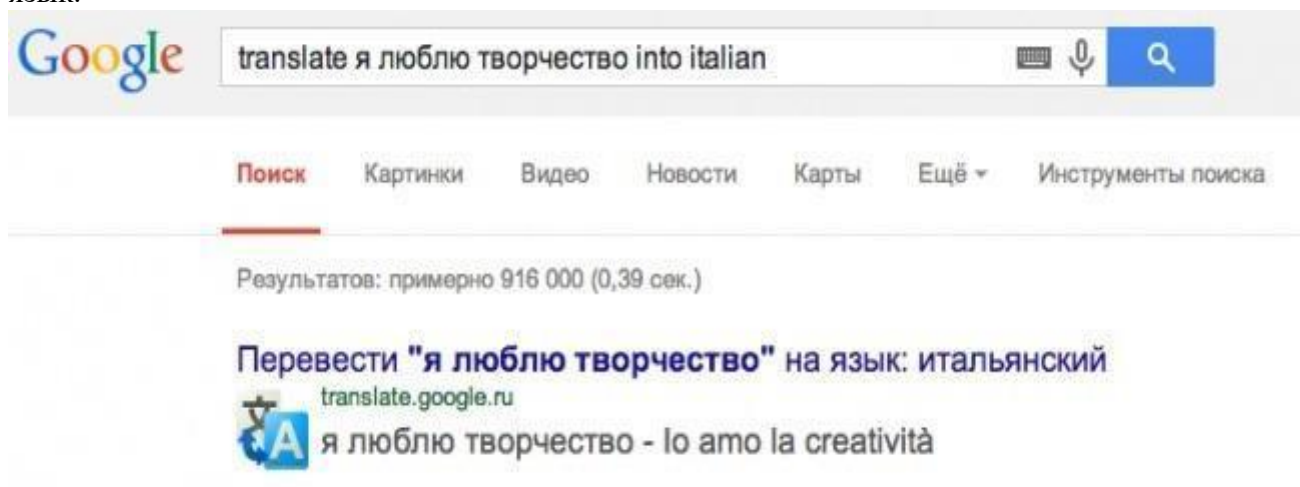 язык.
Google translate я люблю творчество into italian
Поиск Картинки Видео Новости Карты Ещё Инструменты поиска
Результатов: примерно 916 000 (0,39 сек.)
Перевести "я люблю творчество" на язык: итальянский
translate.google.ru
я люблю творчество - Io amo la creatività